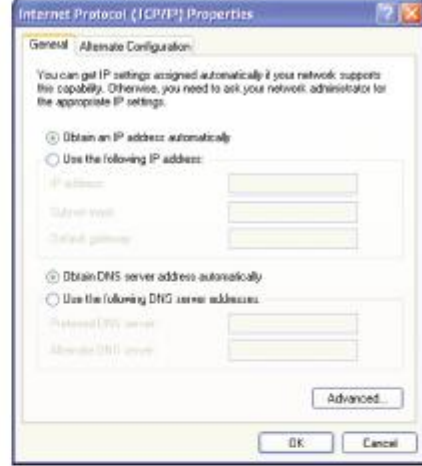 Internet Protocol (TCP/IP) Properties
General
Alternate Configuration
You can get IP settings assigned automatically if your network supports
this capability. Otherwise, you need to ask your network administrator for
the appropriate IP settings.
Obtain an IP address automatically
Use the following IP address:
IP address:
Subnet mask:
Default gateway:
Obtain DNS server address automatically
Use the following DNS server addresses:
Preferred DNS server:
Alternate DNS server:
Advanced...
OK
Cancel